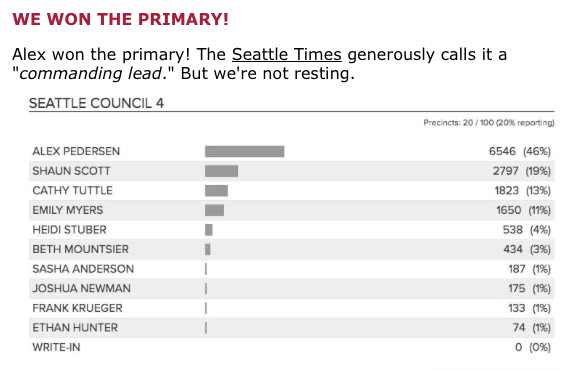 WE WON THE PRIMARY!
Alex won the primary! The Seattle Times generously calls it a
"commanding lead." But we're not resting.
SEATTLE COUNCIL 4
Precincts: 20 / 100 (20% reporting)
ALEX PEDERSEN 6546 (46%)
SHAUN SCOTT 2797 (19%)
CATHY TUTTLE 1823 (13%)
EMILY MYERS 1650 (11%)
HEIDI STUBER 538 (4%)
BETH MOUNTSIER 434 (3%)
SASHA ANDERSON 187 (1%)
JOSHUA NEWMAN 175 (1%)
FRANK KRUEGER 133 (1%)
ETHAN HUNTER 74 (1%)
WRITE-IN 0 (0%)